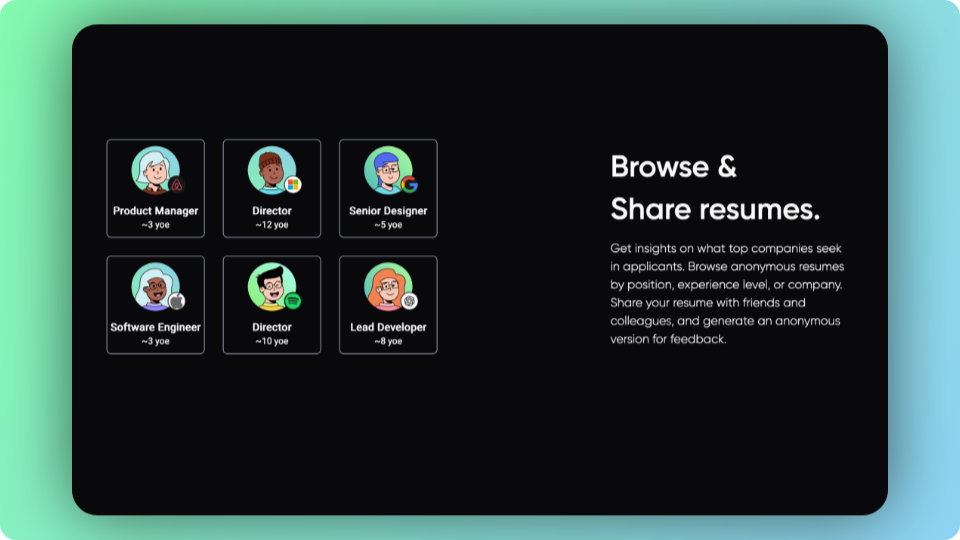 Product Manager
~3 yoe
Director
~12 yoe
Senior Designer
~5 yoe
Software Engineer
~3 yoe
Director
~10 yoe
Lead Developer
~8 yoe
Browse &
Share resumes.
Get insights on what top companies seek
in applicants. Browse anonymous resumes
by position, experience level, or company.
Share your resume with friends and
colleagues, and generate an anonymous
version for feedback.